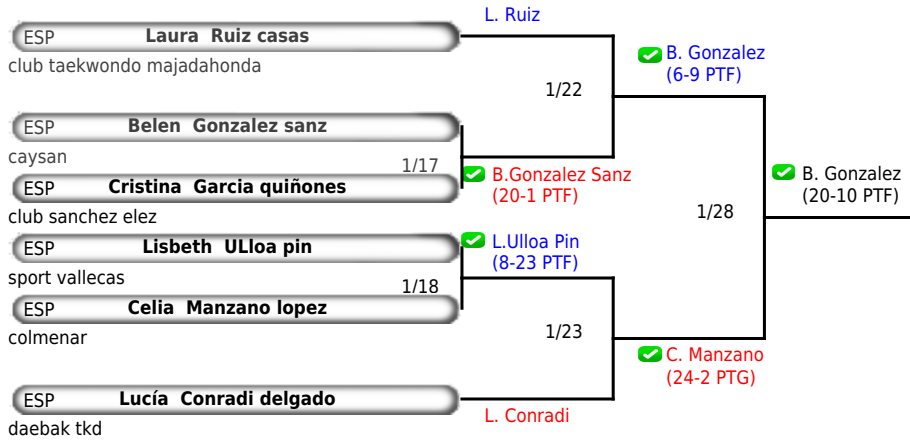 L. Ruiz
ESP Laura Ruiz casas
club taekwondo majadahonda
B. Gonzalez
(6-9 PTF)
1/22
ESP Belen Gonzalez sanz
caysan
1/17
B.Gonzalez Sanz
(20-1 PTF)
ESP Cristina Garcia quiñones
club sanchez elez
B. Gonzalez
(20-10 PTF)
1/28
ESP Lisbeth ULloa pin
sport vallecas
L.Ulloa Pin
(8-23 PTF)
1/18
ESP Celia Manzano lopez
colmenar
1/23
C. Manzano
(24-2 PTG)
ESP Lucía Conradi delgado
daebak tkd
L. Conradi